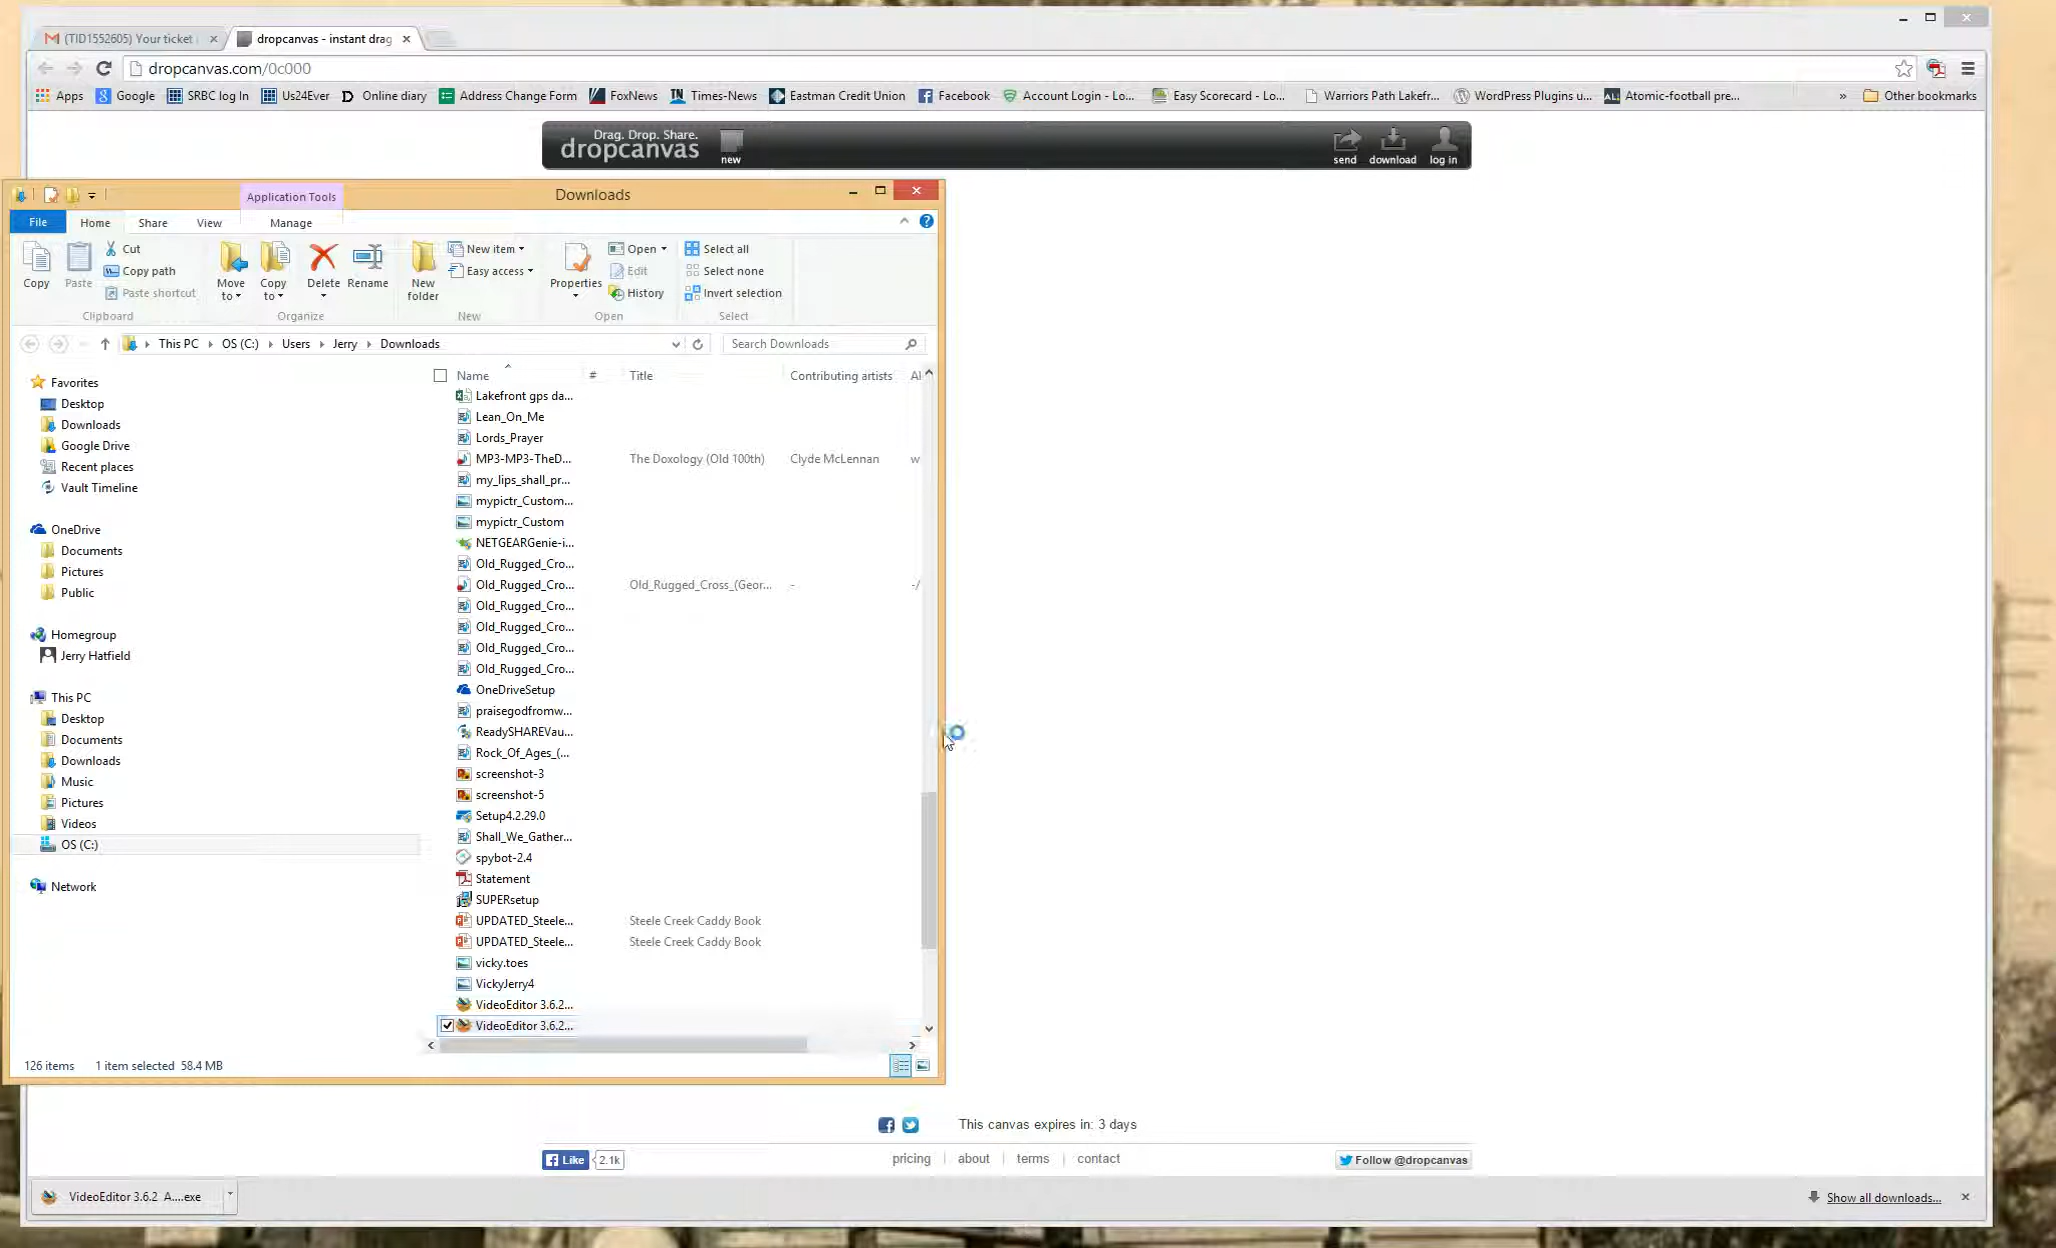 (TID1552605) Your ticket
dropcanvas - instant drag
dropcanvas.com/0c000
Apps Google SRBC log In Us24Ever Online diary Address Change Form FoxNews Times-News Eastman Credit Union Facebook Account Login - Lo... Easy Scorecard - Lo... Warriors Path Lakefr... WordPress Plugins u... Atomic-football pre... » Other bookmarks
Drag. Drop. Share.
dropcanvas
new
send download log in
Application Tools
Downloads
File Home Share View Manage
Copy
Paste
Cut
Copy path
Paste shortcut
Clipboard
Move to
Copy to
Delete
Rename
Organize
New folder
New item
Easy access
New
Properties
Open
Edit
History
Open
Select all
Select none
Invert selection
Select
This PC OS (C:) Users Jerry Downloads
Search Downloads
Favorites
Desktop
Downloads
Google Drive
Recent places
Vault Timeline
OneDrive
Documents
Pictures
Public
Homegroup
Jerry Hatfield
This PC
Desktop
Documents
Downloads
Music
Pictures
Videos
OS (C:)
Network
Name # Title Contributing artists Al
Lakefront gps da...
Lean_On_Me
Lords_Prayer
MP3-MP3-TheD... The Doxology (Old 100th) Clyde McLennan w
my_lips_shall_pr...
mypictr_Custom...
mypictr_Custom
NETGEARGenie-i...
Old_Rugged_Cro...
Old_Rugged_Cro... Old_Rugged_Cross_(Geor... - -/
Old_Rugged_Cro...
Old_Rugged_Cro...
Old_Rugged_Cro...
Old_Rugged_Cro...
OneDriveSetup
praisegodfromw...
ReadySHAREVau...
Rock_Of_Ages_(...
screenshot-3
screenshot-5
Setup4.2.29.0
Shall_We_Gather...
spybot-2.4
Statement
SUPERsetup
UPDATED_Steele... Steele Creek Caddy Book
UPDATED_Steele... Steele Creek Caddy Book
vicky.toes
VickyJerry4
VideoEditor 3.6.2...
VideoEditor 3.6.2...
126 items 1 item selected 58.4 MB
This canvas expires in: 3 days
Like 2.1k
pricing about terms contact
Follow @dropcanvas
VideoEditor 3.6.2 A....exe
Show all downloads...